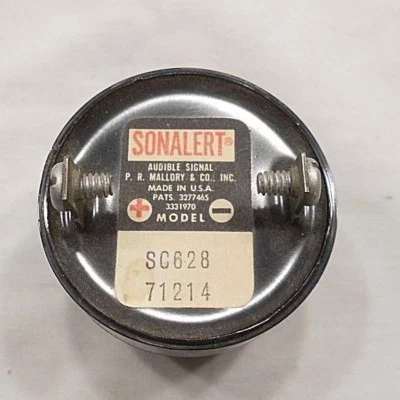 SONALERT®
AUDIBLE SIGNAL
P. R. MALLORY & CO., INC.
MADE IN U.S.A.
PATS. 3277465
3331970
+ MODEL −
SC628
71214